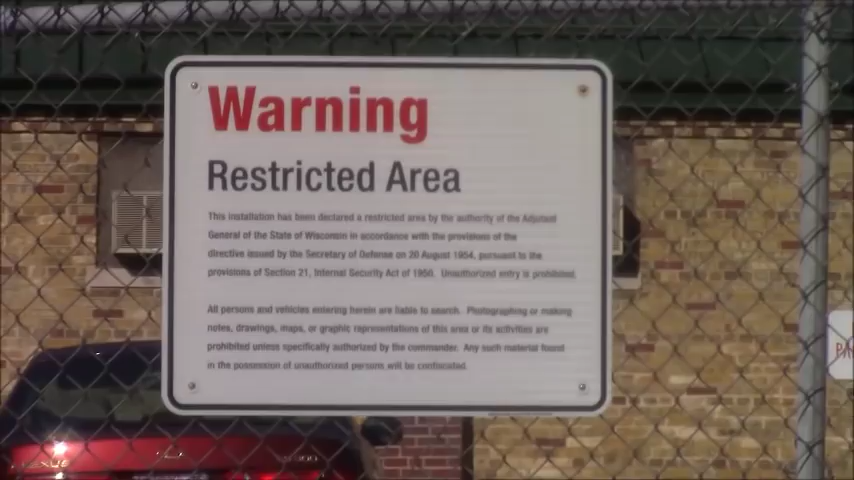 Warning
Restricted Area
This installation has been declared a restricted area by the authority of the Adjutant
General of the State of Wisconsin in accordance with the provisions of the
directive issued by the Secretary of Defense on 20 August 1954, pursuant to the
provisions of Section 21, Internal Security Act of 1950. Unauthorized entry is prohibited.
All persons and vehicles entering herein are liable to search. Photographing or making
notes, drawings, maps, or graphic representations of this area or its activities are
prohibited unless specifically authorized by the commander. Any such material found
in the possession of unauthorized persons will be confiscated.
LEXUS